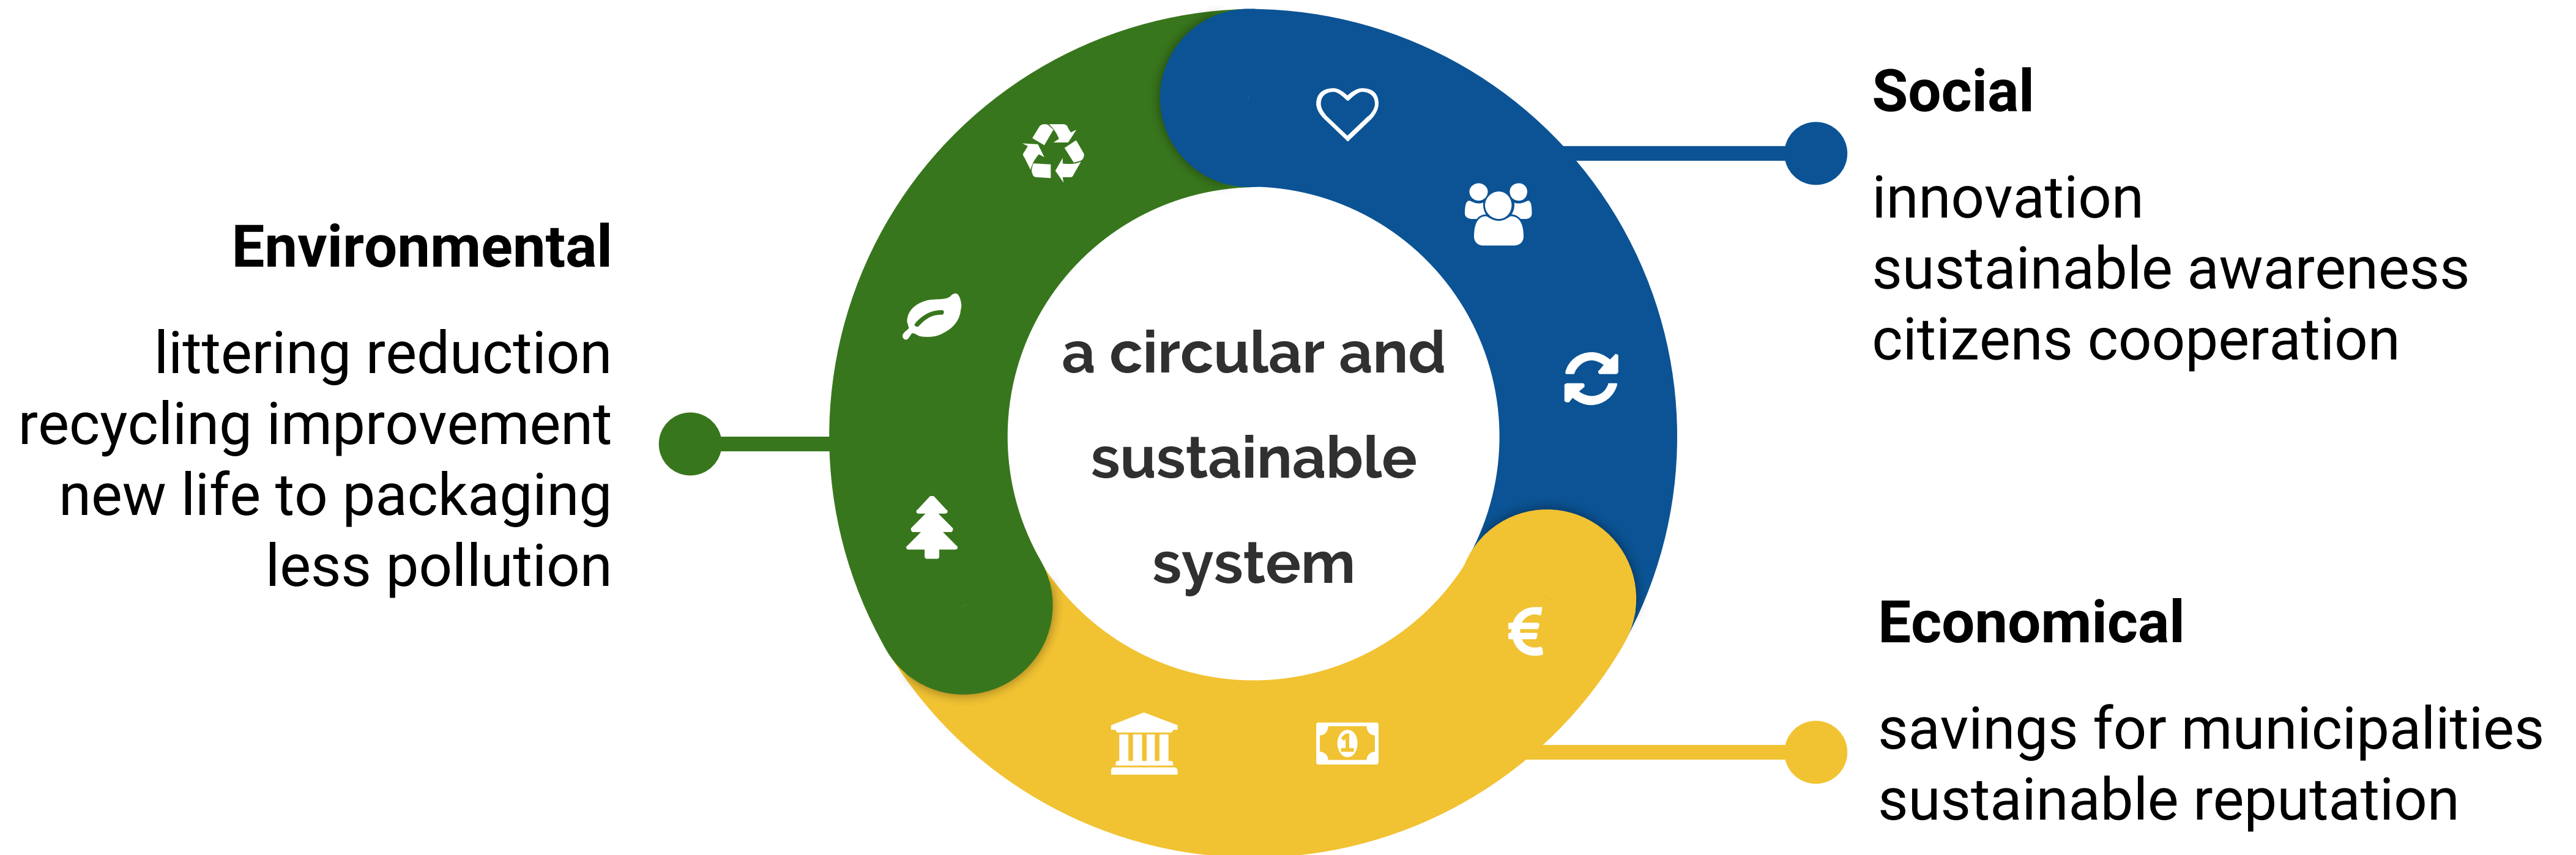 Environmental
littering reduction
recycling improvement
new life to packaging
less pollution
a circular and
sustainable
system
Social
innovation
sustainable awareness
citizens cooperation
€
1
Economical
savings for municipalities
sustainable reputation